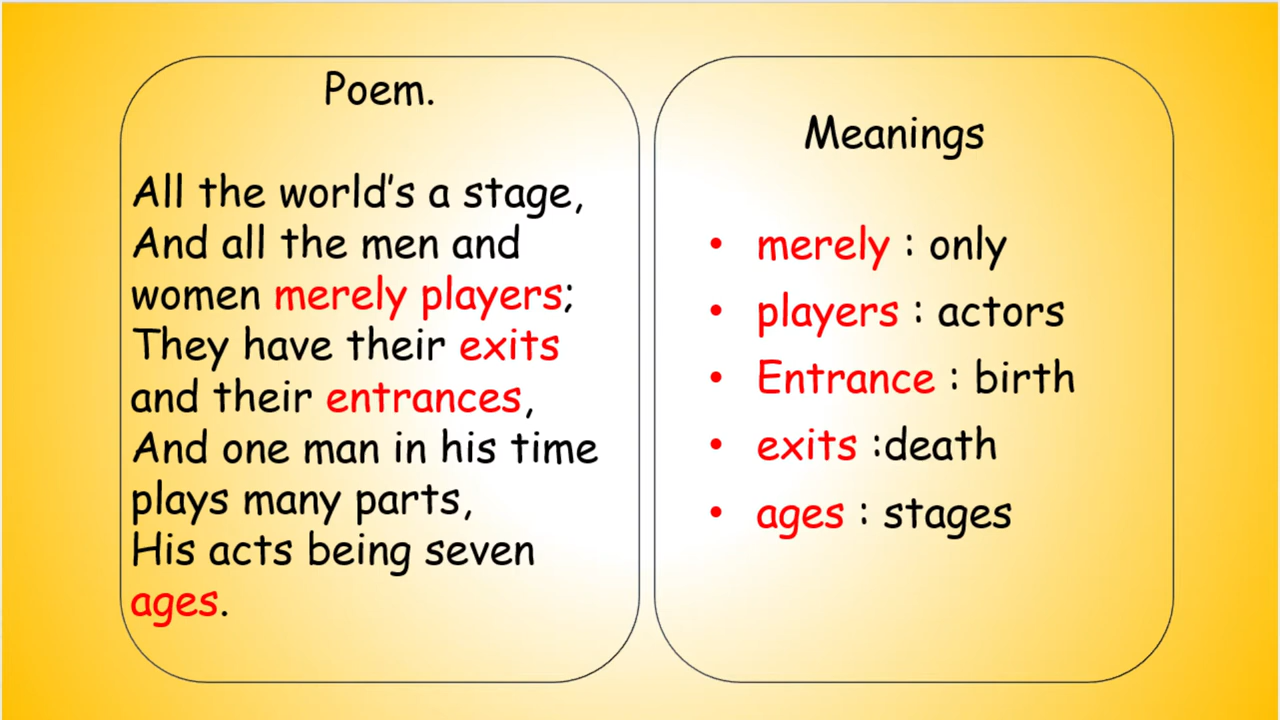 Poem.
All the world's a stage,
And all the men and
women merely players;
They have their exits
and their entrances,
And one man in his time
plays many parts,
His acts being seven
ages.
Meanings
• merely : only
• players : actors
• Entrance : birth
• exits :death
• ages : stages